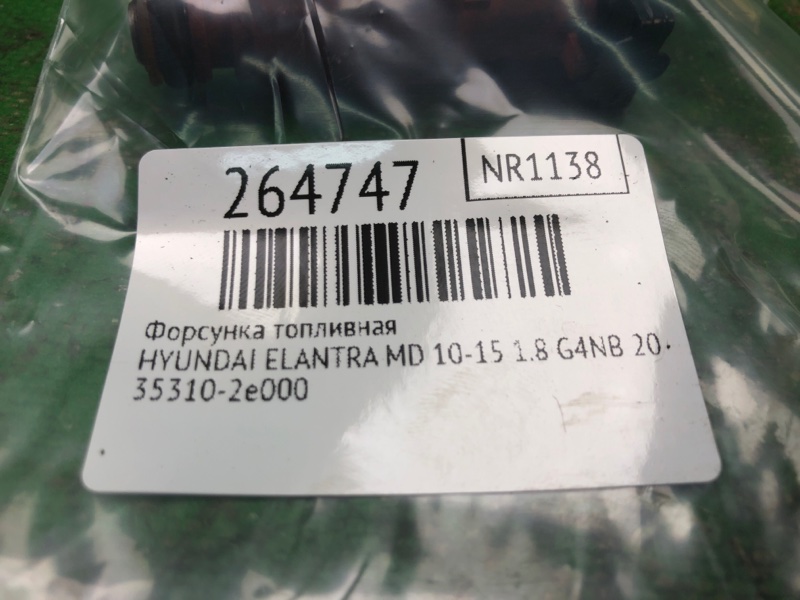 264747
NR1138
Форсунка топливная
HYUNDAI ELANTRA MD 10-15 1.8 G4NB 20-
35310-2e000